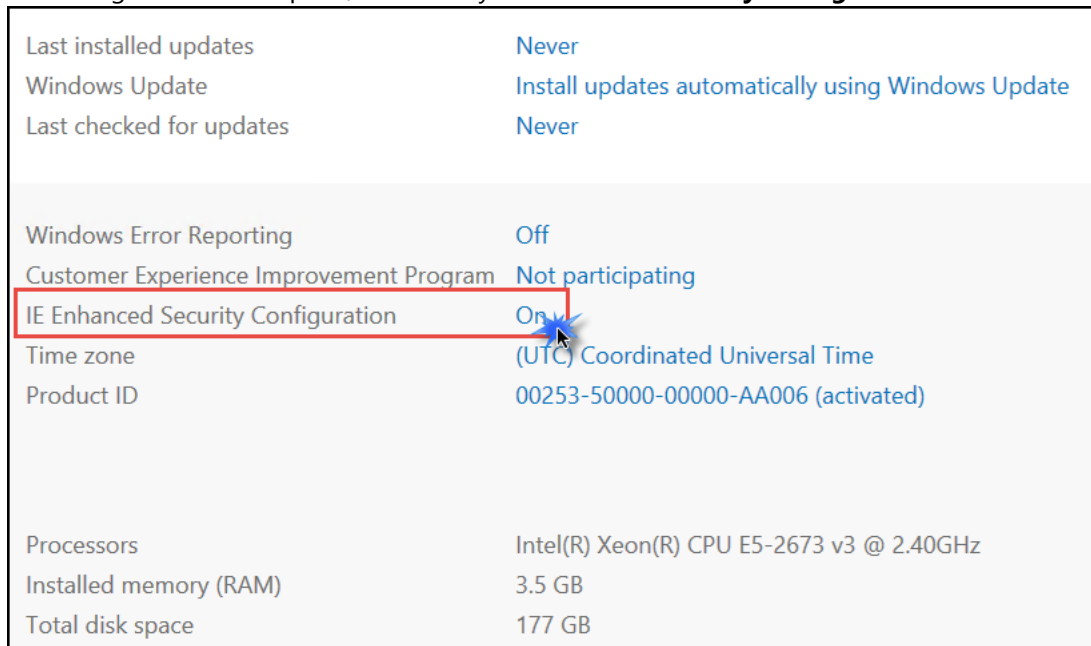 Last installed updates Never
Windows Update Install updates automatically using Windows Update
Last checked for updates Never
Windows Error Reporting Off
Customer Experience Improvement Program Not participating
IE Enhanced Security Configuration On
Time zone (UTC) Coordinated Universal Time
Product ID 00253-50000-00000-AA006 (activated)
Processors Intel(R) Xeon(R) CPU E5-2673 v3 @ 2.40GHz
Installed memory (RAM) 3.5 GB
Total disk space 177 GB